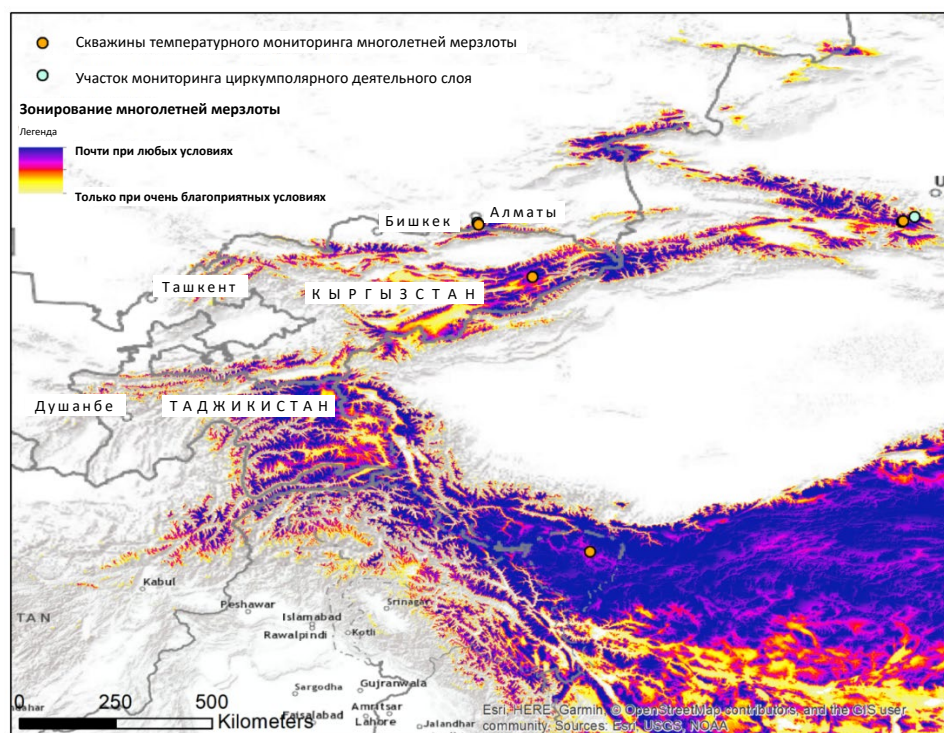 Скважины температурного мониторинга многолетней мерзлоты
Участок мониторинга циркумполярного деятельного слоя
Зонирование многолетней мерзлоты
Легенда
Почти при любых условиях
Только при очень благоприятных условиях
U
Бишкек
Алматы
Ташкент
КЫРГЫЗСТАН
Душанбе
ТАДЖИКИСТАН
Kabul
Peshawar
Srinagar
TAN
Islamabad
Rawalpindi
Kotli
Sargodha
Gujranwala
0 250 500
Kilometers
Faisalabad
Amritsar
Lahore
Jalandhar
Esri, HERE, Garmin, © OpenStreetMap contributors, and the GIS user
community, Sources: Esri, USGS, NOAA